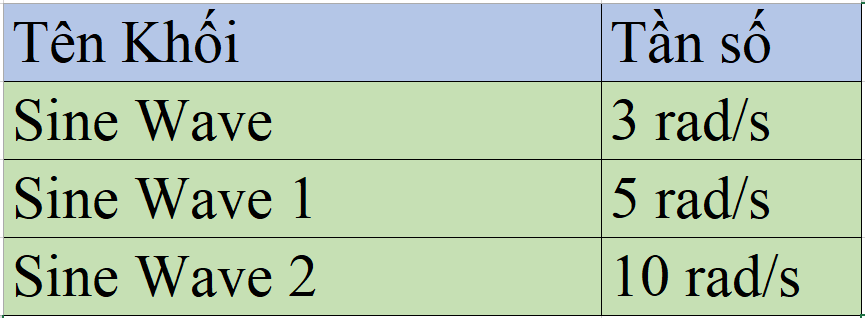 Tên Khối Tần số
Sine Wave 3 rad/s
Sine Wave 1 5 rad/s
Sine Wave 2 10 rad/s